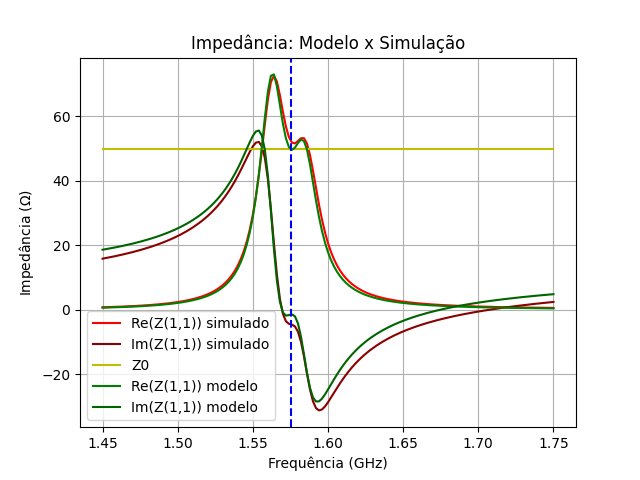 Impedância: Modelo x Simulação
Impedância (Ω)
60
40
20
0
−20
Re(Z(1,1)) simulado
Im(Z(1,1)) simulado
Z0
Re(Z(1,1)) modelo
Im(Z(1,1)) modelo
1.45 1.50 1.55 1.60 1.65 1.70 1.75
Frequência (GHz)